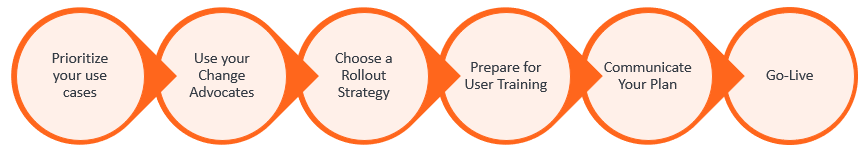 Prioritize
your use
cases
Use your
Change
Advocates
Choose a
Rollout
Strategy
Prepare for
User Training
Communicate
Your Plan
Go-Live